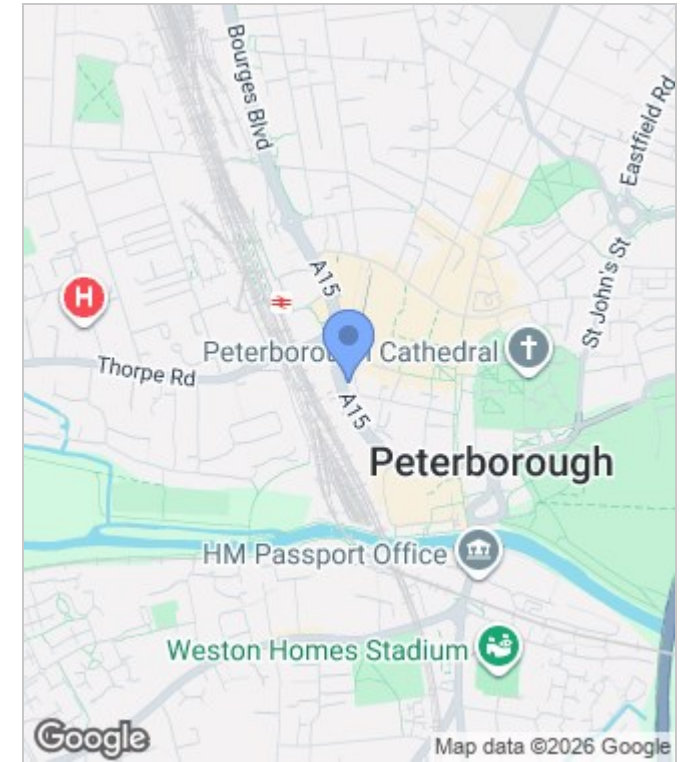 Bourges Blvd
Eastfield Rd
A15
St John's St
H
Peterborou Cathedral
Thorpe Rd
A15
Peterborough
HM Passport Office
Weston Homes Stadium
Google
Map data ©2026 Google